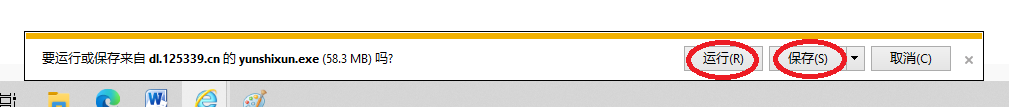 要运行或保存来自 dl.125339.cn 的 yunshixun.exe (58.3 MB) 吗?
运行(R)
保存(S)
取消(C)